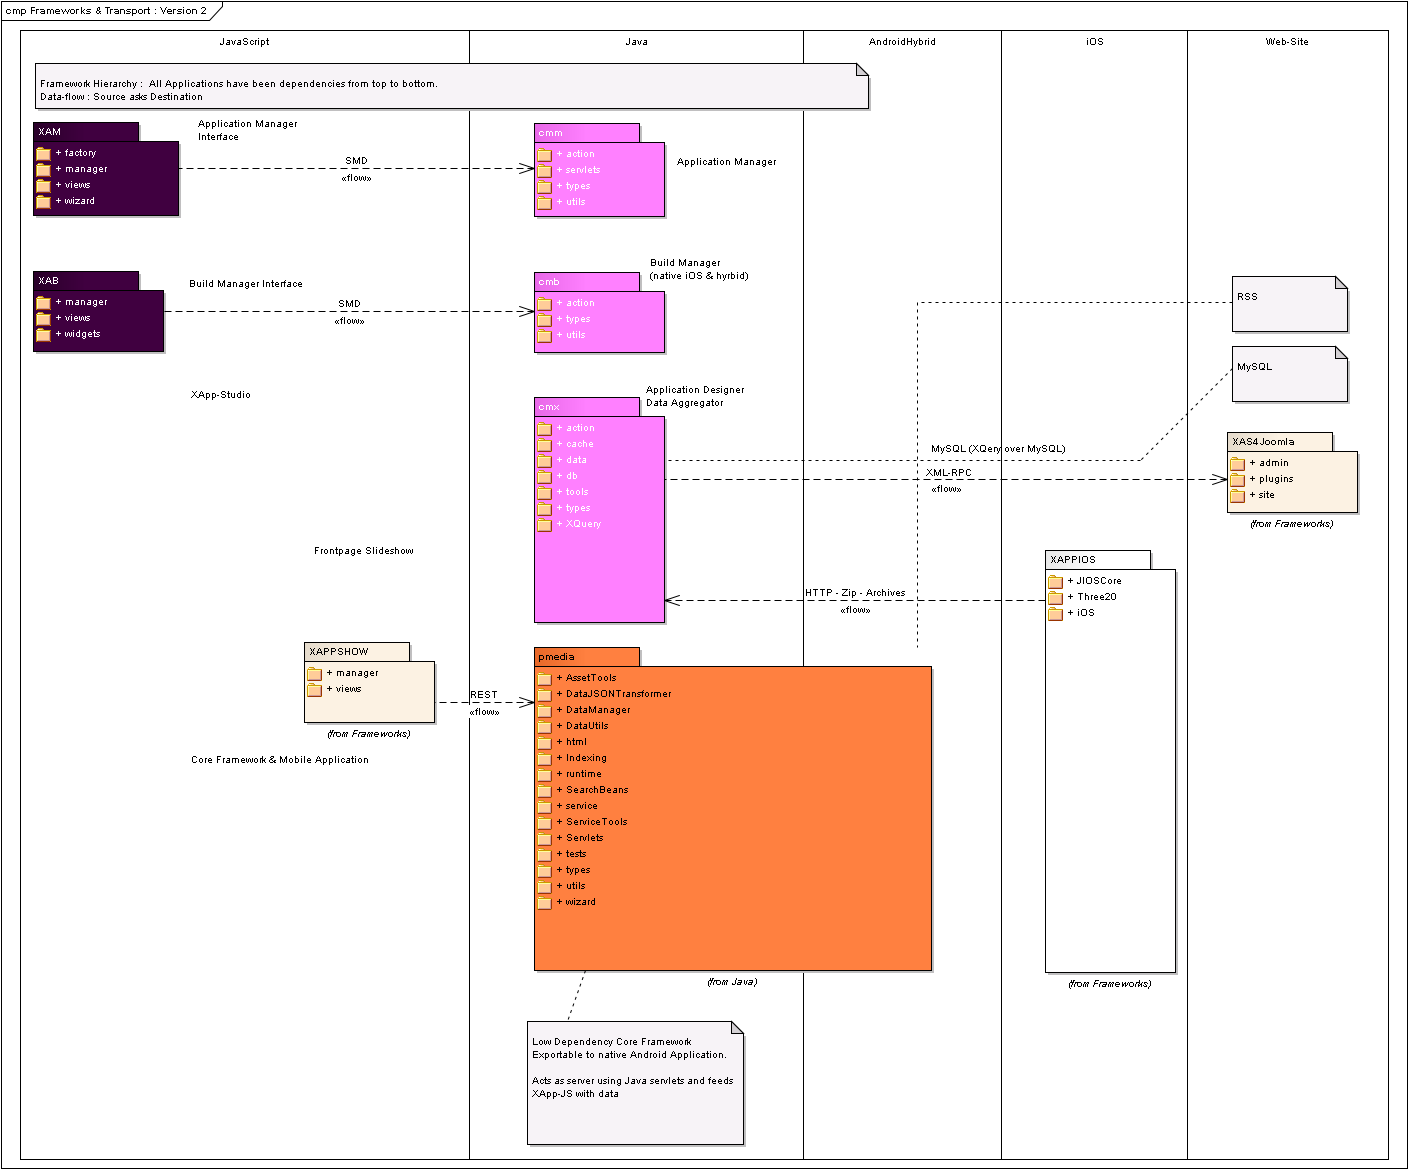 cmp Frameworks & Transport : Version 2
JavaScript
Java
AndroidHybrid
iOS
Web-Site
Framework Hierarchy :  All Applications have been dependencies from top to bottom.
Data-flow : Source asks Destination
XAM
+ factory
+ manager
+ views
+ wizard
Application Manager
Interface
SMD
«flow»
cmm
+ action
+ servlets
+ types
+ utils
Application Manager
XAB
+ manager
+ views
+ widgets
Build Manager Interface
SMD
«flow»
cmb
+ action
+ types
+ utils
Build Manager
(native iOS & hyrbid)
RSS
MySQL
XApp-Studio
cmx
+ action
+ cache
+ data
+ db
+ tools
+ types
+ XQuery
Application Designer
Data Aggregator
MySQL (XQery over MySQL)
XML-RPC
«flow»
XAS4Joomla
+ admin
+ plugins
+ site
(from Frameworks)
Frontpage Slideshow
HTTP - Zip - Archives
«flow»
XAPPIOS
+ JIOSCore
+ Three20
+ iOS
(from Frameworks)
XAPPSHOW
+ manager
+ views
(from Frameworks)
REST
«flow»
Core Framework & Mobile Application
pmedia
+ AssetTools
+ DataJSONTransformer
+ DataManager
+ DataUtils
+ html
+ Indexing
+ runtime
+ SearchBeans
+ service
+ ServiceTools
+ Servlets
+ tests
+ types
+ utils
+ wizard
(from Java)
Low Dependency Core Framework
Exportable to native Android Application.
Acts as server using Java servlets and feeds
XApp-JS with data